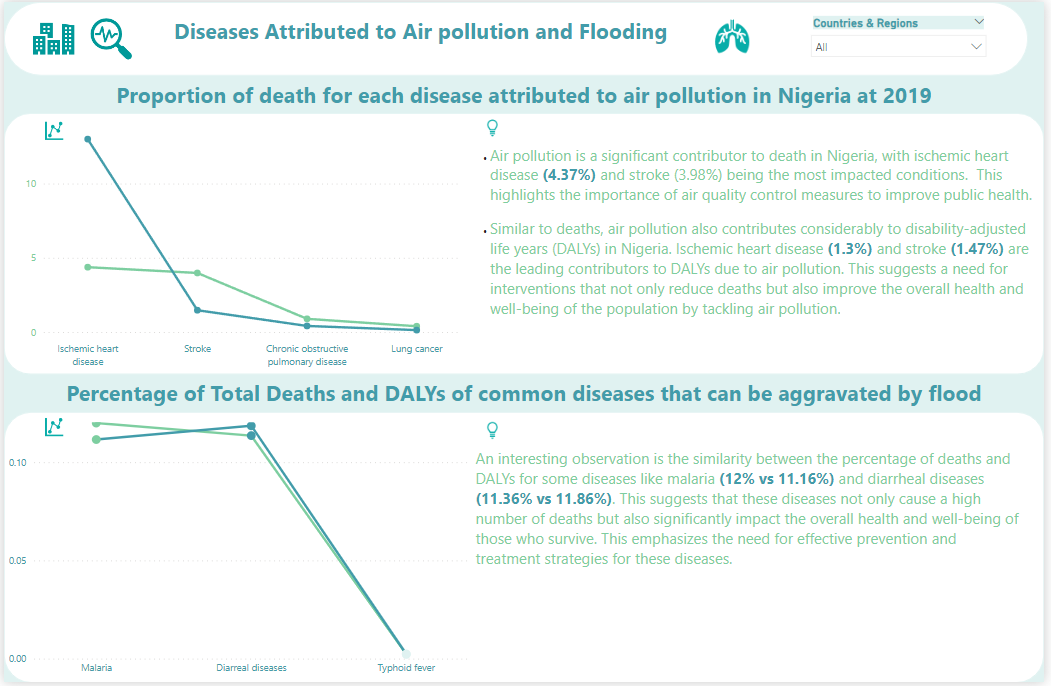 Diseases Attributed to Air pollution and Flooding
Countries & Regions
All
Proportion of death for each disease attributed to air pollution in Nigeria at 2019
10
5
0
Ischemic heart
disease
Stroke
Chronic obstructive
pulmonary disease
Lung cancer
Air pollution is a significant contributor to death in Nigeria, with ischemic heart
disease (4.37%) and stroke (3.98%) being the most impacted conditions. This
highlights the importance of air quality control measures to improve public health.
Similar to deaths, air pollution also contributes considerably to disability-adjusted
life years (DALYs) in Nigeria. Ischemic heart disease (1.3%) and stroke (1.47%) are
the leading contributors to DALYs due to air pollution. This suggests a need for
interventions that not only reduce deaths but also improve the overall health and
well-being of the population by tackling air pollution.
Percentage of Total Deaths and DALYs of common diseases that can be aggravated by flood
0.10
0.05
0.00
Malaria
Diarreal diseases
Typhoid fever
An interesting observation is the similarity between the percentage of deaths and
DALYs for some diseases like malaria (12% vs 11.16%) and diarrheal diseases
(11.36% vs 11.86%). This suggests that these diseases not only cause a high
number of deaths but also significantly impact the overall health and well-being of
those who survive. This emphasizes the need for effective prevention and
treatment strategies for these diseases.